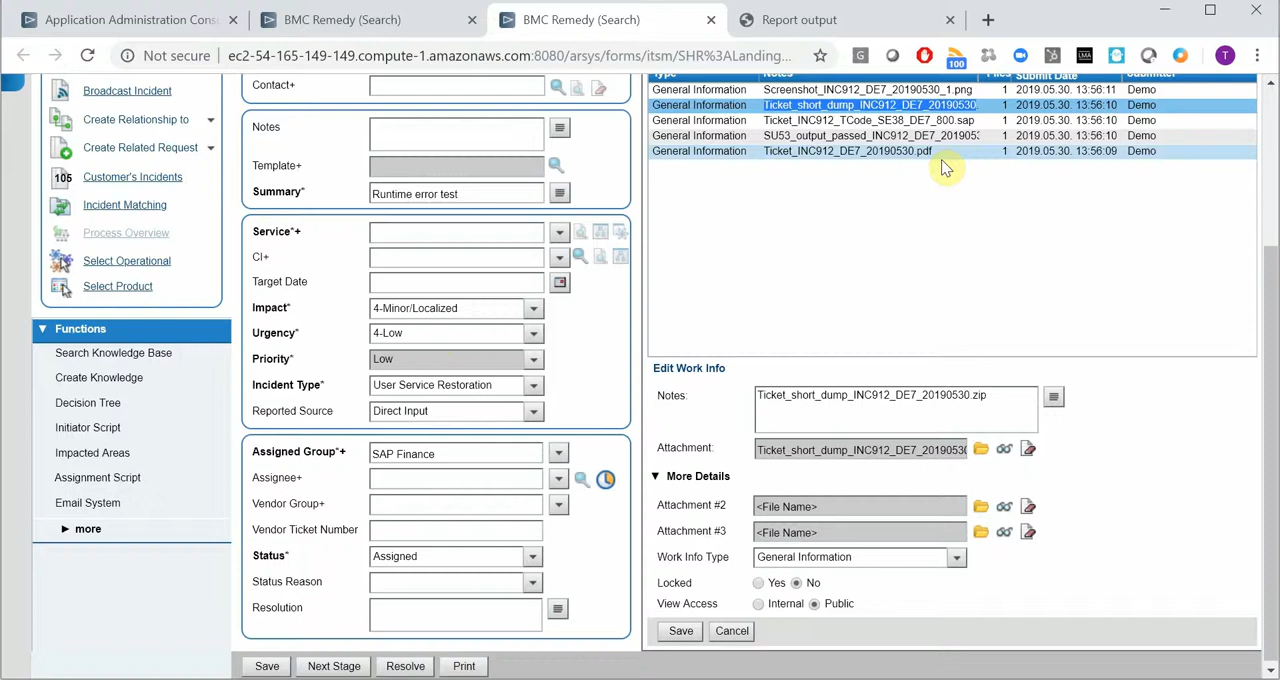 Application Administration Cons
BMC Remedy (Search)
BMC Remedy (Search)
Report output
Not secure
ec2-54-165-149-149.compute-1.amazonaws.com:8080/arsys/forms/itsm/SHR%3ALanding...
G
100
LMA
T
Broadcast Incident
Create Relationship to
Create Related Request
105
Customer's Incidents
Incident Matching
Process Overview
Select Operational
Select Product
Functions
Search Knowledge Base
Create Knowledge
Decision Tree
Initiator Script
Impacted Areas
Assignment Script
Email System
more
Contact+
Notes
Template+
Summary*
Runtime error test
Service*+
CI+
Target Date
Impact*
4-Minor/Localized
Urgency*
4-Low
Priority*
Low
Incident Type*
User Service Restoration
Reported Source
Direct Input
Assigned Group*+
SAP Finance
Assignee+
Vendor Group+
Vendor Ticket Number
Status*
Assigned
Status Reason
Resolution
Save
Next Stage
Resolve
Print
Type Notes Files Submit Date Submitter
General Information Screenshot_INC912_DE7_20190530_1.png 1 2019.05.30. 13:56:11 Demo
General Information Ticket_short_dump_INC912_DE7_20190530 1 2019.05.30. 13:56:10 Demo
General Information Ticket_INC912_TCode_SE38_DE7_800.sap 1 2019.05.30. 13:56:10 Demo
General Information SU53_output_passed_INC912_DE7_201905: 1 2019.05.30. 13:56:10 Demo
General Information Ticket_INC912_DE7_20190530.pdf 1 2019.05.30. 13:56:09 Demo
Edit Work Info
Notes:
Ticket_short_dump_INC912_DE7_20190530.zip
Attachment:
Ticket_short_dump_INC912_DE7_20190530
More Details
Attachment #2
<File Name>
Attachment #3
<File Name>
Work Info Type
General Information
Locked
Yes
No
View Access
Internal
Public
Save
Cancel